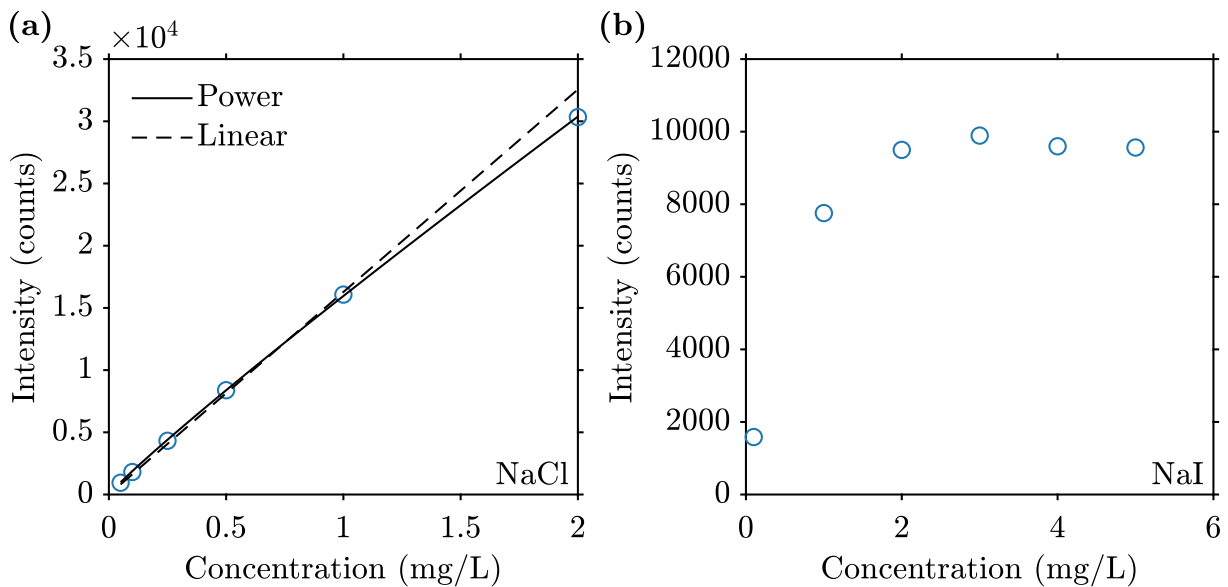 (a)
×10⁴
3.5
3
2.5
2
1.5
1
0.5
0
Intensity (counts)
Power
Linear
NaCl
0 0.5 1 1.5 2
Concentration (mg/L)
(b)
12000
10000
8000
6000
4000
2000
0
Intensity (counts)
NaI
0 2 4 6
Concentration (mg/L)